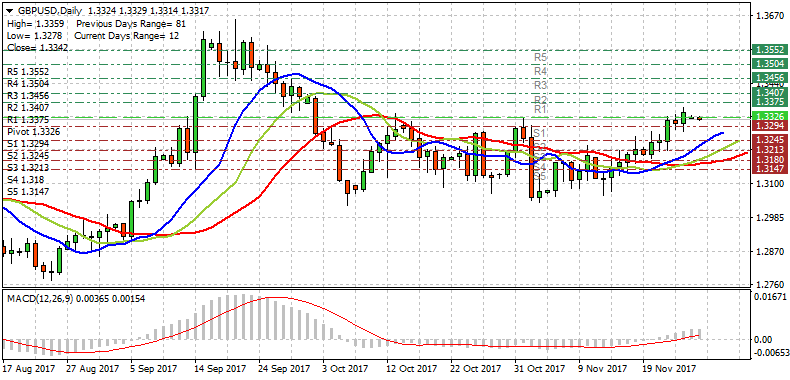 GBPUSD,Daily 1.3324 1.3329 1.3314 1.3317
High= 1.3359 Previous Days Range= 81
Low= 1.3278 Current Days Range= 12
Close= 1.3342
R5 1.3552
R4 1.3504
R3 1.3456
R2 1.3407
R1 1.3375
Pivot 1.3326
S1 1.3294
S2 1.3245
S3 1.3213
S4 1.318
S5 1.3147
R5
R4
R3
R2
R1
S1
S5
1.3670
1.3552
1.3504
1.3456
1.3407
1.3375
1.3326
1.3294
1.3245
1.3213
1.3180
1.3147
1.3100
1.2985
1.2870
1.2760
MACD(12,26,9) 0.00365 0.00154
0.01671
0.00
-0.00653
17 Aug 2017
27 Aug 2017
5 Sep 2017
14 Sep 2017
24 Sep 2017
3 Oct 2017
12 Oct 2017
22 Oct 2017
31 Oct 2017
9 Nov 2017
19 Nov 2017